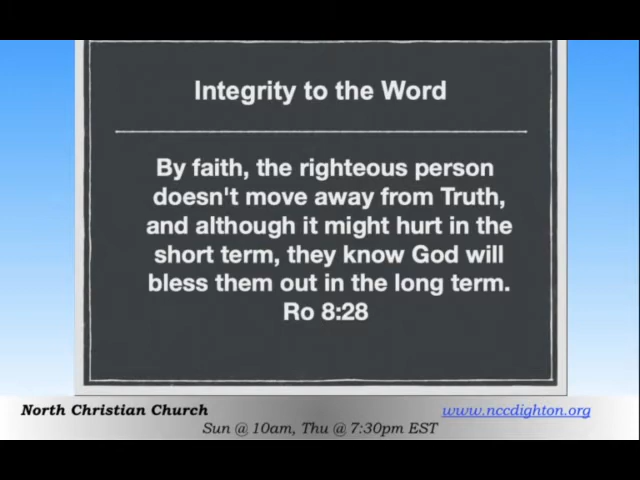 Integrity to the Word
By faith, the righteous person
doesn't move away from Truth,
and although it might hurt in the
short term, they know God will
bless them out in the long term.
Ro 8:28
North Christian Church
www.nccdighton.org
Sun @ 10am, Thu @ 7:30pm EST